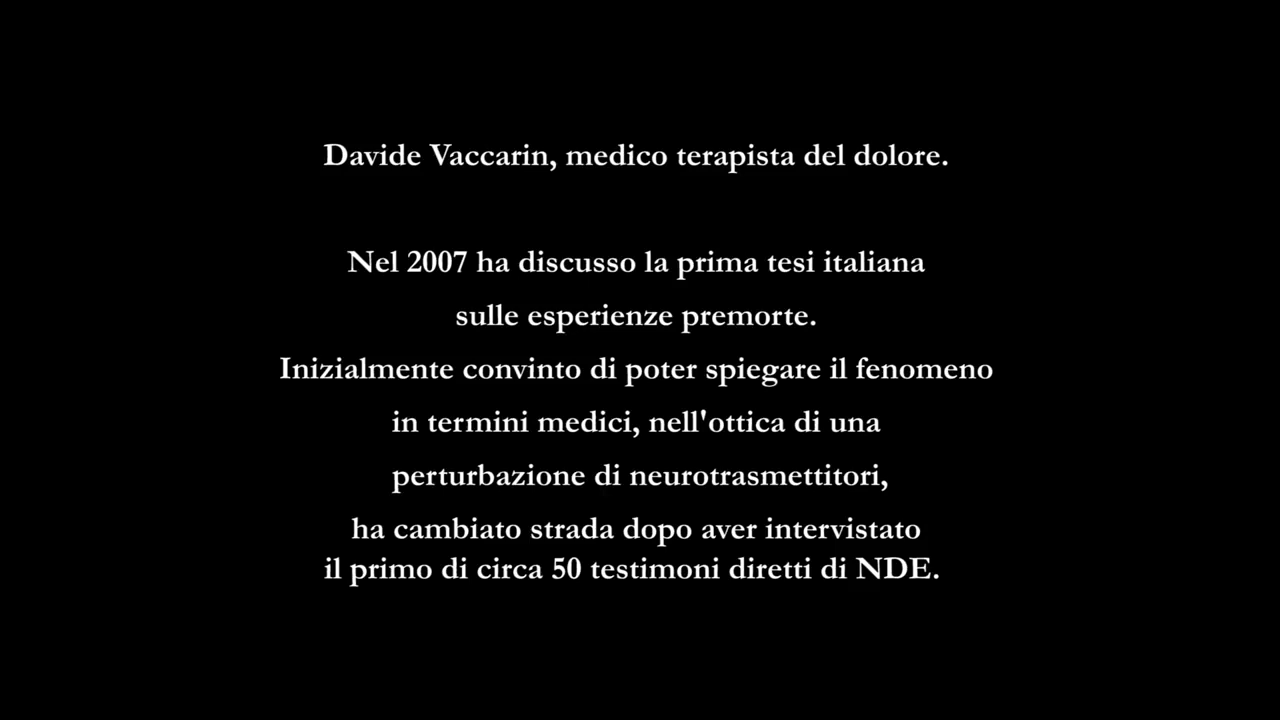 Davide Vaccarin, medico terapista del dolore.
Nel 2007 ha discusso la prima tesi italiana
sulle esperienze premorte.
Inizialmente convinto di poter spiegare il fenomeno
in termini medici, nell'ottica di una
perturbazione di neurotrasmettitori,
ha cambiato strada dopo aver intervistato
il primo di circa 50 testimoni diretti di NDE.